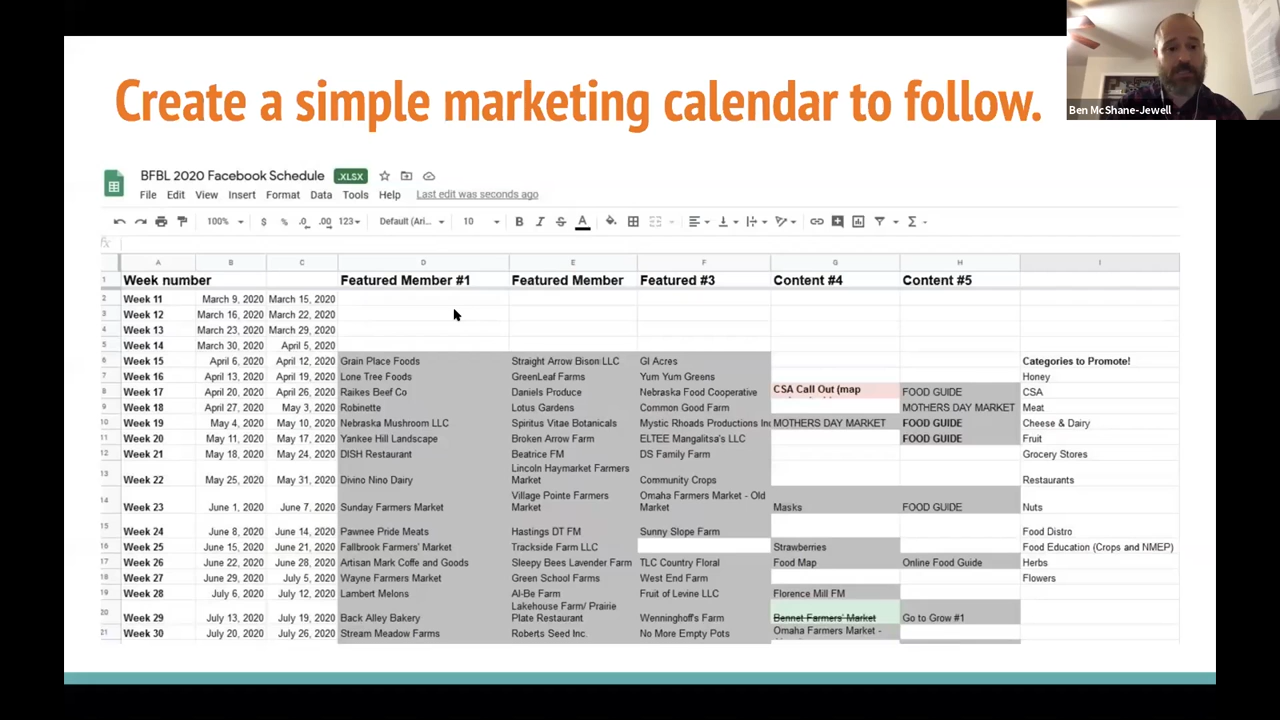 Create a simple marketing calendar to follow.
Ben McShane-Jewell
BFBL 2020 Facebook Schedule .XLSX
File Edit View Insert Format Data Tools Help Last edit was seconds ago
100% $ % .0 .00 123 Default (Ari... 10 B I S A
fx
A B C D E F G H I
1 Week number Featured Member #1 Featured Member Featured #3 Content #4 Content #5
2 Week 11 March 9, 2020 March 15, 2020
3 Week 12 March 16, 2020 March 22, 2020
4 Week 13 March 23, 2020 March 29, 2020
5 Week 14 March 30, 2020 April 5, 2020
6 Week 15 April 6, 2020 April 12, 2020 Grain Place Foods Straight Arrow Bison LLC GI Acres Categories to Promote!
7 Week 16 April 13, 2020 April 19, 2020 Lone Tree Foods GreenLeaf Farms Yum Yum Greens Honey
8 Week 17 April 20, 2020 April 26, 2020 Raikes Beef Co Daniels Produce Nebraska Food Cooperative CSA Call Out (map FOOD GUIDE CSA
9 Week 18 April 27, 2020 May 3, 2020 Robinette Lotus Gardens Common Good Farm MOTHERS DAY MARKET Meat
10 Week 19 May 4, 2020 May 10, 2020 Nebraska Mushroom LLC Spiritus Vitae Botanicals Mystic Rhoads Productions Inc MOTHERS DAY MARKET FOOD GUIDE Cheese & Dairy
11 Week 20 May 11, 2020 May 17, 2020 Yankee Hill Landscape Broken Arrow Farm ELTEE Mangalitsa's LLC FOOD GUIDE Fruit
12 Week 21 May 18, 2020 May 24, 2020 DISH Restaurant Beatrice FM DS Family Farm Grocery Stores
13 Week 22 May 25, 2020 May 31, 2020 Divino Nino Dairy Lincoln Haymarket Farmers Market Community Crops Restaurants
14 Week 23 June 1, 2020 June 7, 2020 Sunday Farmers Market Village Pointe Farmers Market Omaha Farmers Market - Old Market Masks FOOD GUIDE Nuts
15 Week 24 June 8, 2020 June 14, 2020 Pawnee Pride Meats Hastings DT FM Sunny Slope Farm Food Distro
16 Week 25 June 15, 2020 June 21, 2020 Fallbrook Farmers' Market Trackside Farm LLC Strawberries Food Education (Crops and NMEP)
17 Week 26 June 22, 2020 June 28, 2020 Artisan Mark Coffe and Goods Sleepy Bees Lavender Farm TLC Country Floral Food Map Online Food Guide Herbs
18 Week 27 June 29, 2020 July 5, 2020 Wayne Farmers Market Green School Farms West End Farm Flowers
19 Week 28 July 6, 2020 July 12, 2020 Lambert Melons Al-Be Farm Fruit of Levine LLC Florence Mill FM
20 Week 29 July 13, 2020 July 19, 2020 Back Alley Bakery Lakehouse Farm/ Prairie Plate Restaurant Wenninghoff's Farm Bennet Farmers' Market Go to Grow #1
21 Week 30 July 20, 2020 July 26, 2020 Stream Meadow Farms Roberts Seed Inc. No More Empty Pots Omaha Farmers Market -